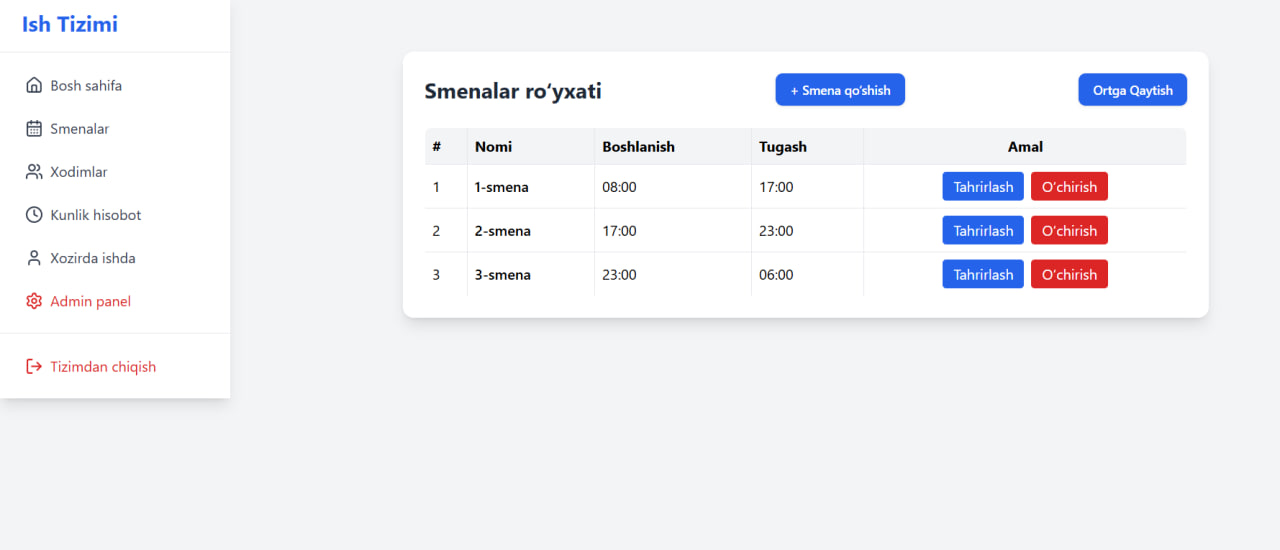 Ish Tizimi
Bosh sahifa
Smenalar
Xodimlar
Kunlik hisobot
Xozirda ishda
Admin panel
Tizimdan chiqish
Smenalar ro‘yxati
+ Smena qo‘shish
Ortga Qaytish
# Nomi Boshlanish Tugash Amal
1 1-smena 08:00 17:00 Tahrirlash O‘chirish
2 2-smena 17:00 23:00 Tahrirlash O‘chirish
3 3-smena 23:00 06:00 Tahrirlash O‘chirish